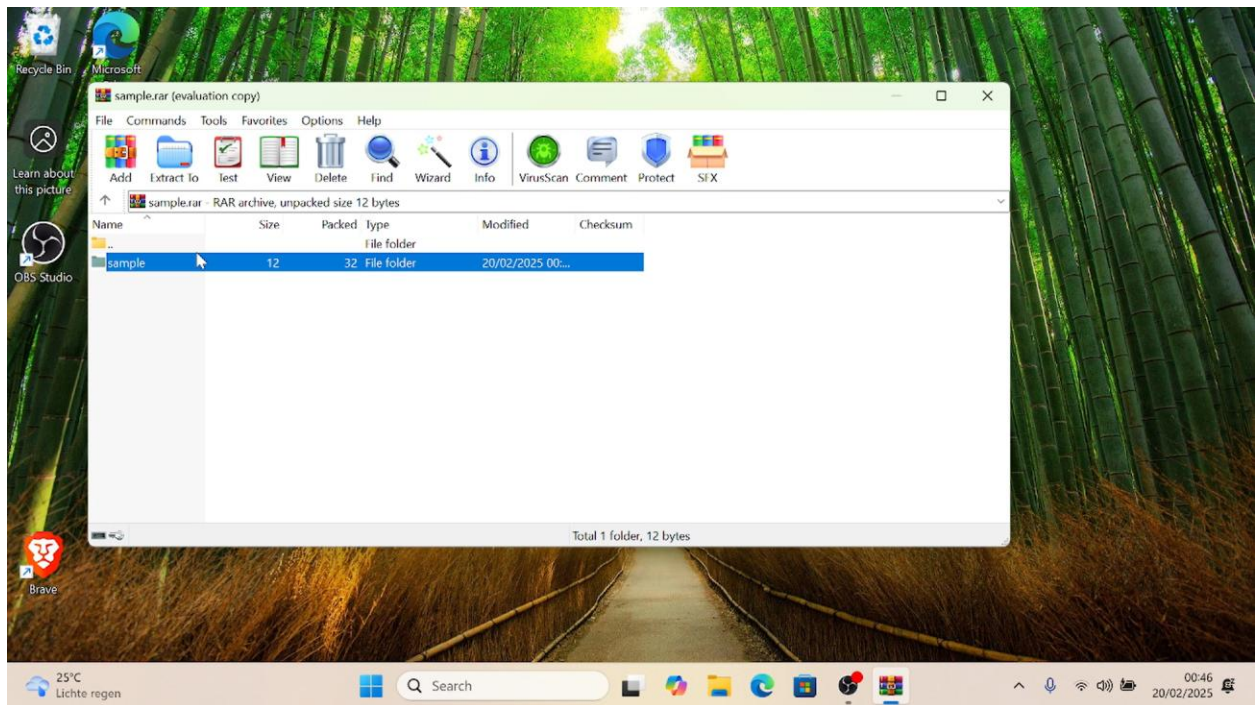 Recycle Bin
Microsoft
Learn about
this picture
OBS Studio
Brave
sample.rar (evaluation copy)
File Commands Tools Favorites Options Help
Add Extract To Test View Delete Find Wizard Info VirusScan Comment Protect SFX
sample.rar - RAR archive, unpacked size 12 bytes
Name Size Packed Type Modified Checksum
.. File folder
sample 12 32 File folder 20/02/2025 00:...
Total 1 folder, 12 bytes
25°C
Lichte regen
Search
00:46
20/02/2025